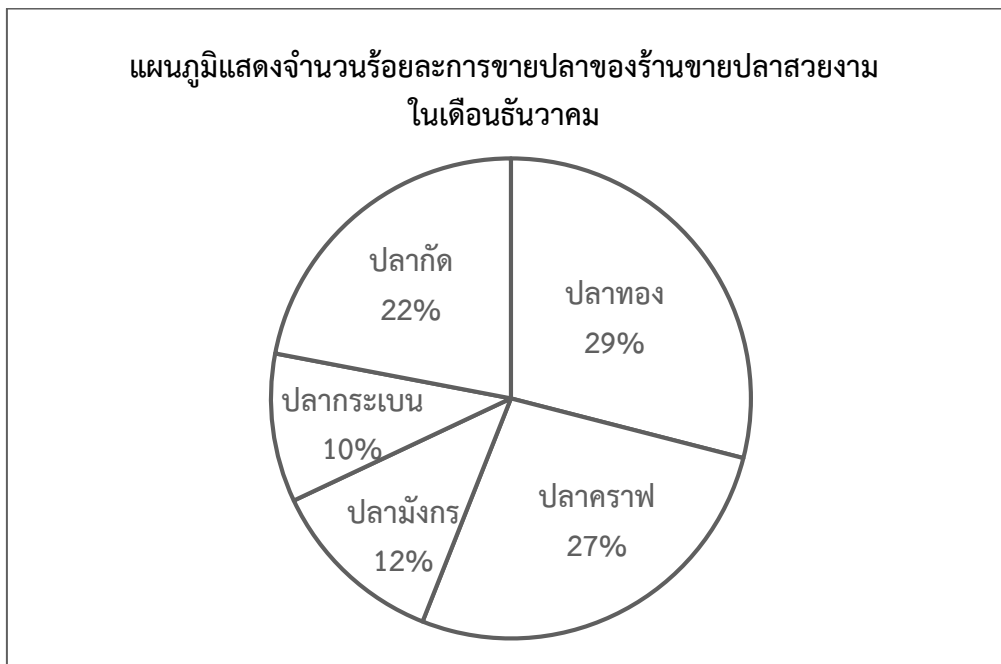 แผนภูมิแสดงจำนวนร้อยละการขายปลาของร้านขายปลาสวยงาม
ในเดือนธันวาคม
ปลากัด
22%
ปลาทอง
29%
ปลากระเบน
10%
ปลามังกร
12%
ปลาคราฟ
27%